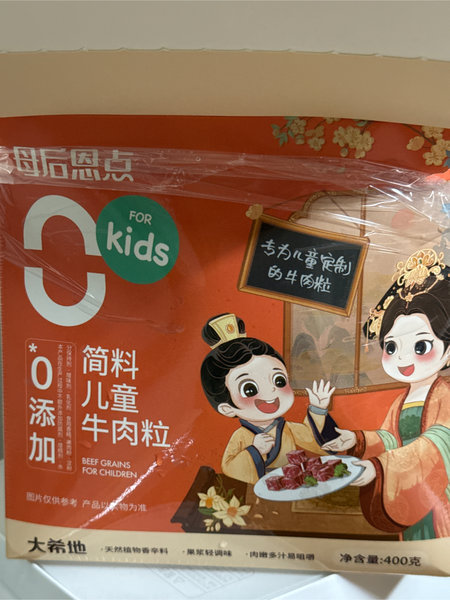 母后恩点
FOR
kids
专为儿童定制
的牛肉粒
*0
添加
简料
儿童
牛肉粒
BEEF GRAINS
FOR CHILDREN
图片仅供参考 产品以实物为准
大希地
·天然植物香辛料
·果浆轻调味
·肉嫩多汁易咀嚼
净含量:400克